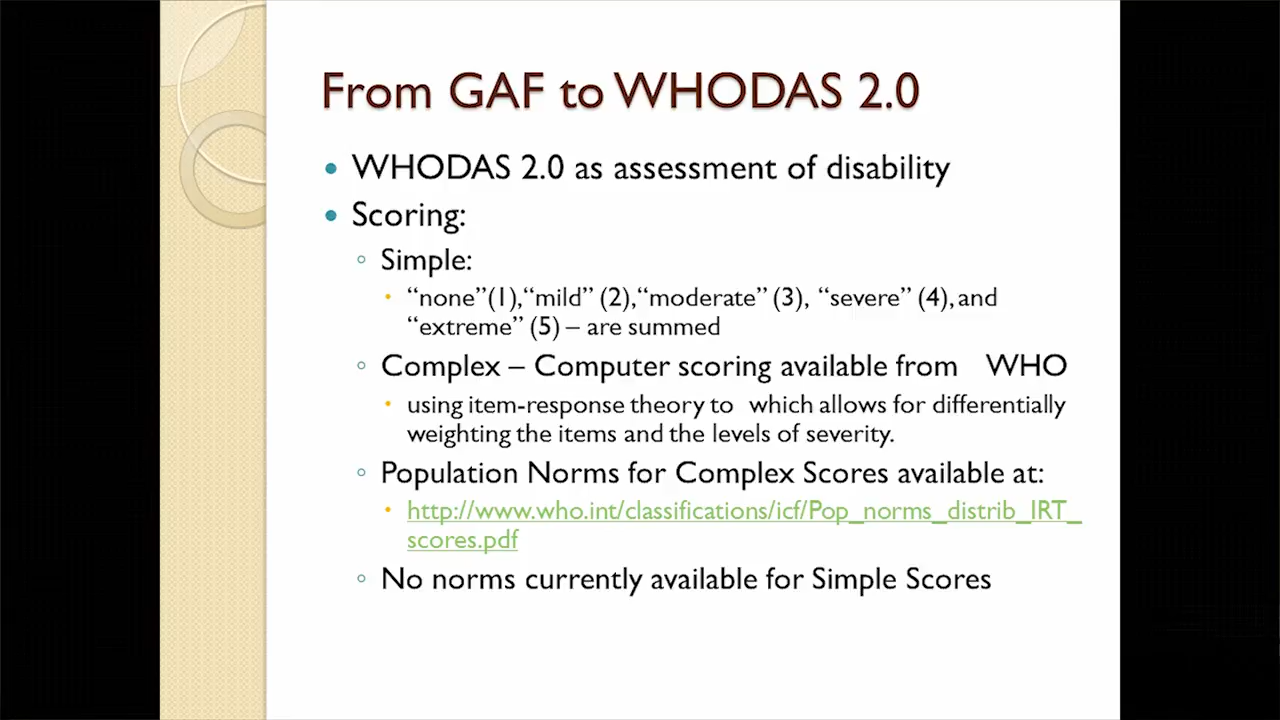 From GAF to WHODAS 2.0
• WHODAS 2.0 as assessment of disability
• Scoring:
◦ Simple:
• “none”(1),“mild” (2),“moderate” (3), “severe” (4), and
“extreme” (5) – are summed
◦ Complex – Computer scoring available from WHO
• using item-response theory to which allows for differentially
weighting the items and the levels of severity.
◦ Population Norms for Complex Scores available at:
• http://www.who.int/classifications/icf/Pop_norms_distrib_IRT_
scores.pdf
◦ No norms currently available for Simple Scores